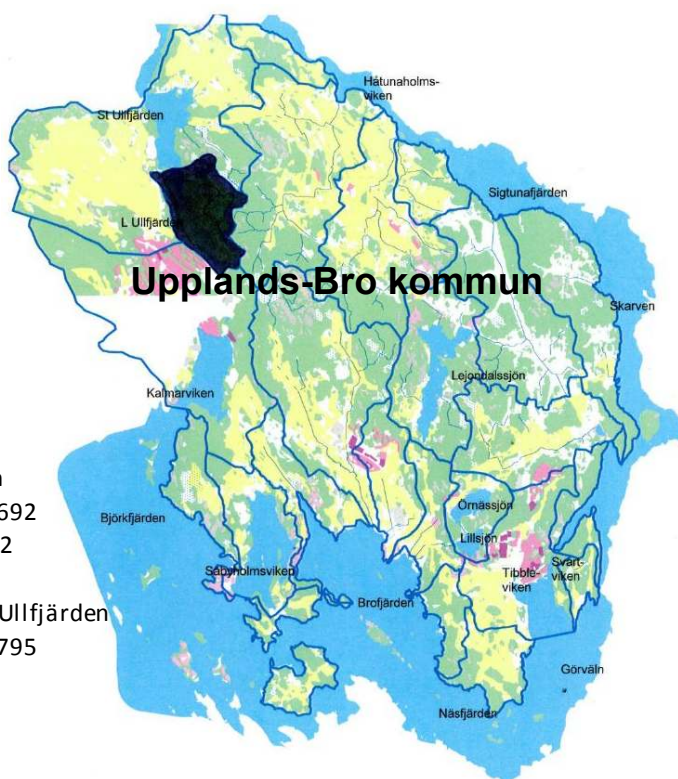 Håtunaholms-
viken
St Ullfjärden
Sigtunafjärden
L Ullfjärden
Upplands-Bro kommun
Skarven
Lejondalssjön
Kalmarviken
692
Örnässjön
Björkfjärden
2
Lillsjön
Säbyholmsviken
Tibble-
viken
Svart-
viken
Brofjärden
Ullfjärden
795
Görväln
Näsfjärden